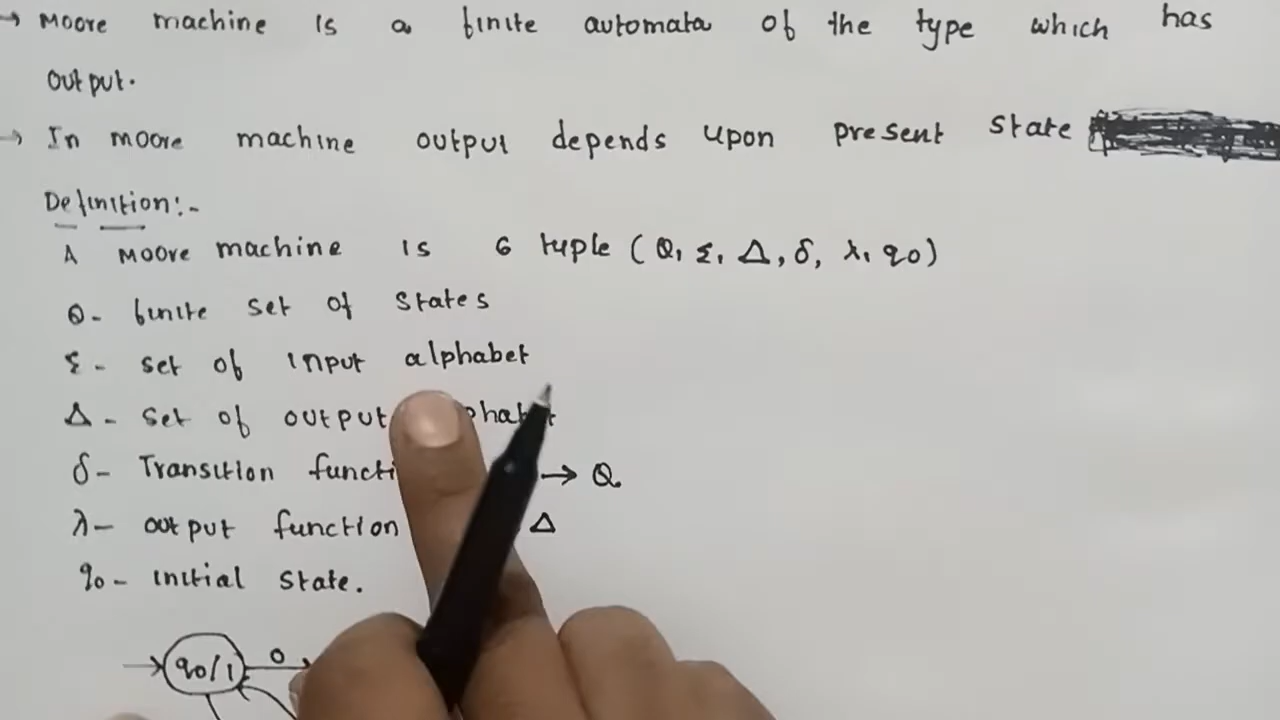 → Moore machine is a finite automata of the type which has
output.
→ In moore machine output depends upon present state
Definition:-
A Moore machine is 6 tuple (Q, Σ, Δ, δ, λ, q0)
Q - finite set of states
Σ - set of input alphabet
Δ - set of output
δ - Transition → Q
λ - output function Δ
q0 - initial state.
q0/1 0